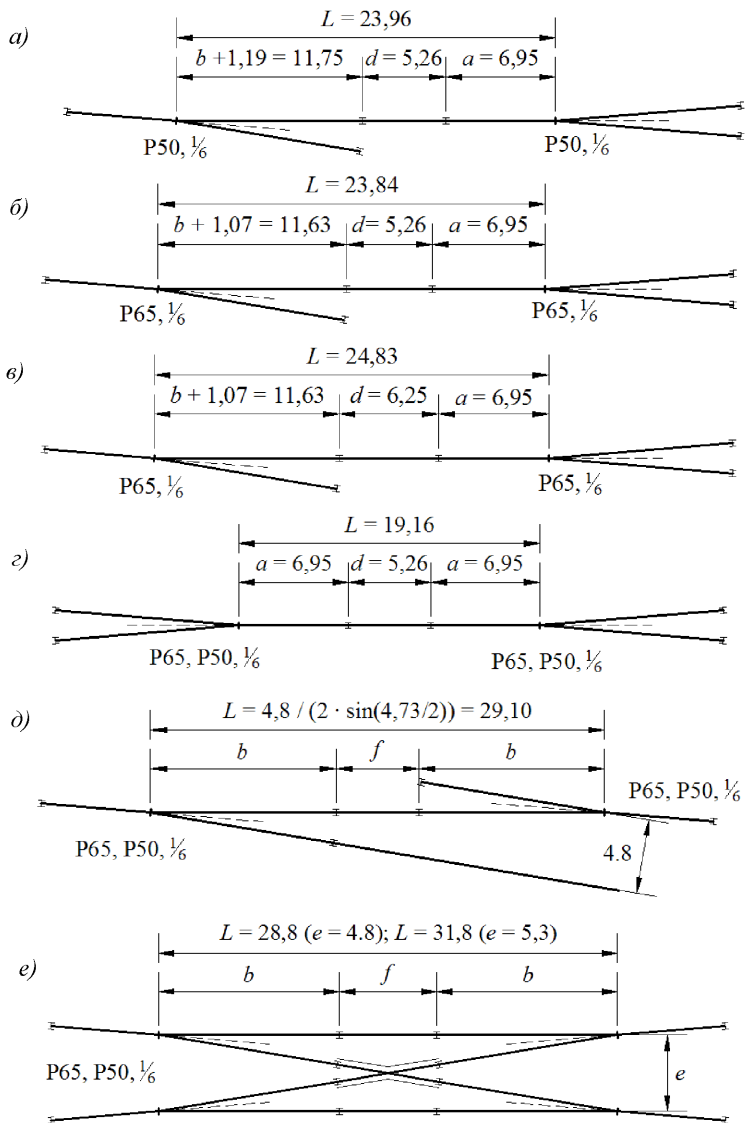 а)
L = 23,96
b +1,19 = 11,75 d = 5,26 a = 6,95
P50, ⅙ P50, ⅙
б)
L = 23,84
b + 1,07 = 11,63 d= 5,26 a = 6,95
P65, ⅙ P65, ⅙
в)
L = 24,83
b + 1,07 = 11,63 d = 6,25 a = 6,95
P65, ⅙ P65, ⅙
г)
L = 19,16
a = 6,95 d = 5,26 a = 6,95
P65, P50, ⅙ P65, P50, ⅙
д)
L = 4,8 / (2 · sin(4,73/2)) = 29,10
b f b
P65, P50, ⅙
P65, P50, ⅙
4.8
е)
L = 28,8 (e = 4.8); L = 31,8 (e = 5,3)
b f b
P65, P50, ⅙
e